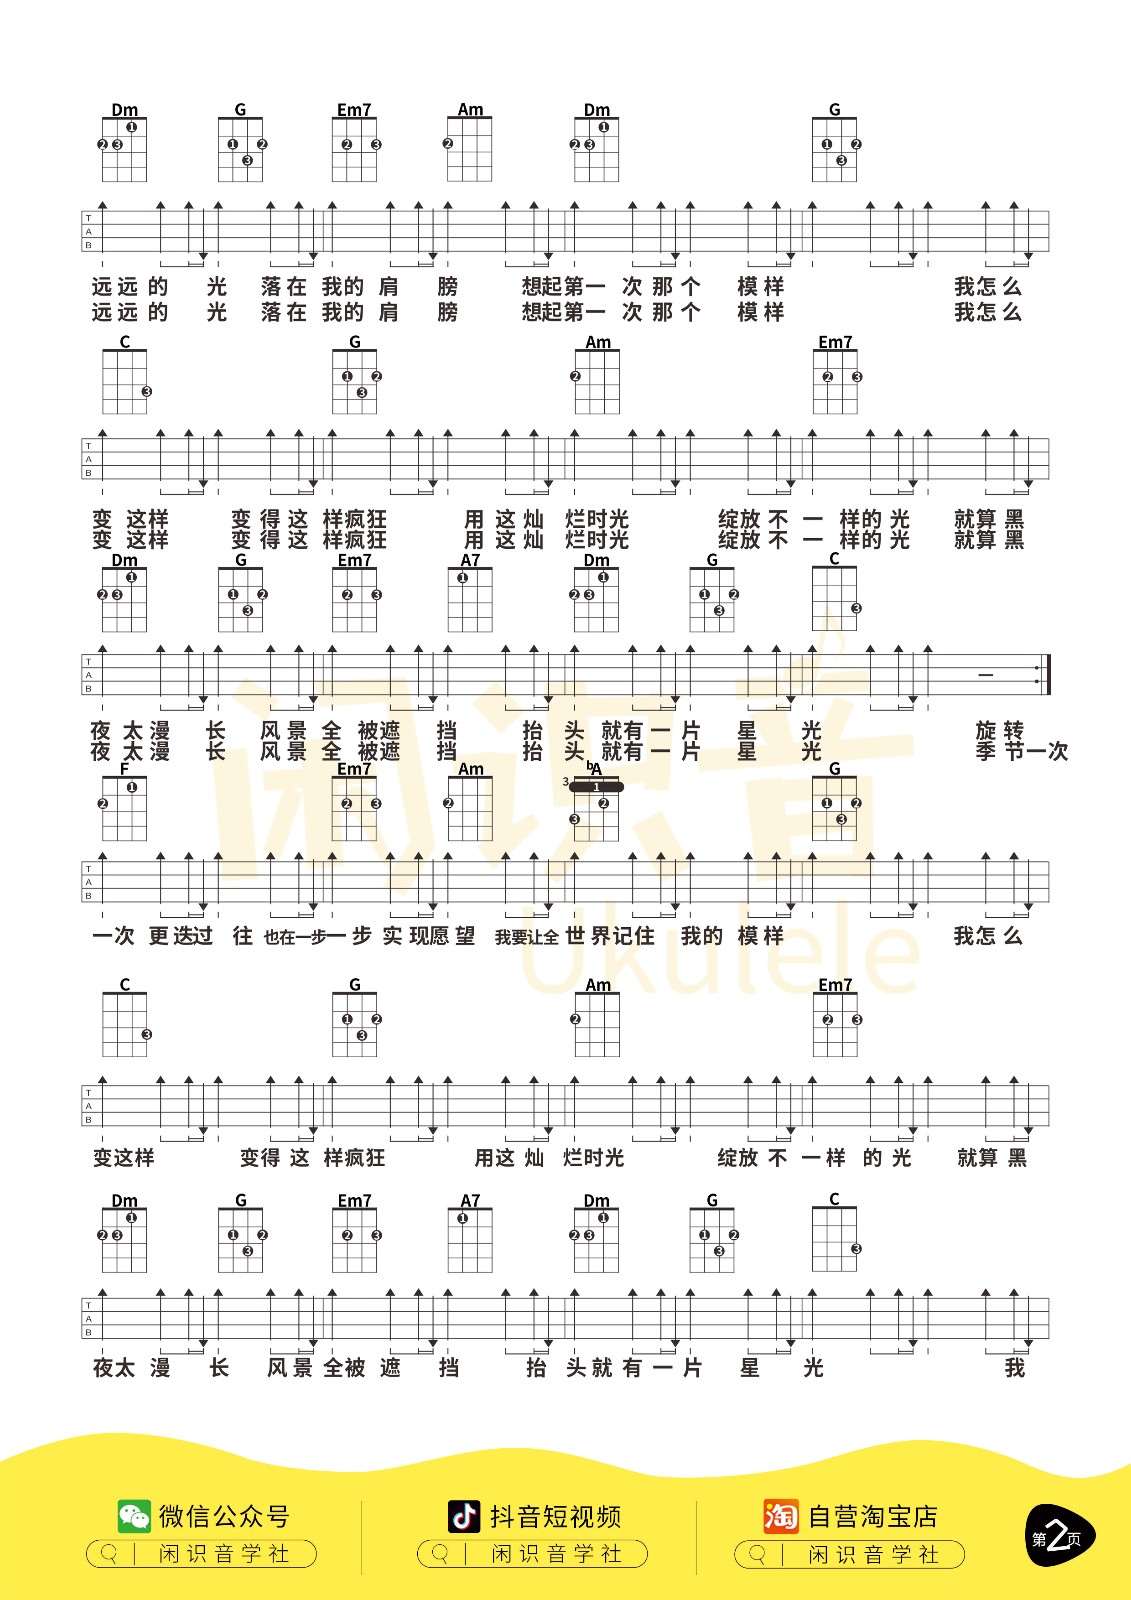 Dm G Em7 Am Dm G
远远的 光 落在 我的 肩 膀 想起第一 次 那 个 模样 我怎么
远远的 光 落在 我的 肩 膀 想起第一 次 那 个 模样 我怎么
C G Am Em7
变 这样 变 得 这 样疯狂 用 这 灿 烂时光 绽放 不 一 样的 光 就算 黑
变 这样 变 得 这 样疯狂 用 这 灿 烂时光 绽放 不 一 样的 光 就算 黑
Dm G Em7 A7 Dm G C
夜 太 漫 长 风 景 全 被遮 挡 抬 头 就有 一 片 星 光 旋 转
夜 太 漫 长 风 景 全 被遮 挡 抬 头 就有 一 片 星 光 季 节一次
F Em7 Am ♭A G
3
一次 更 迭过 往 也在一步一 步 实 现愿 望 我要让全 世 界记住 我的 模 样 我怎么
C G Am Em7
变这样 变得 这 样疯狂 用这 灿 烂时光 绽放 不 一 样 的 光 就算 黑
Dm G Em7 A7 Dm G C
夜太 漫 长 风 景 全被 遮 挡 抬 头就 有 一 片 星 光 我
闲识音
Ukulele
微信公众号
闲识音学社
抖音短视频
闲识音学社
淘 自营淘宝店
闲识音学社
第2页